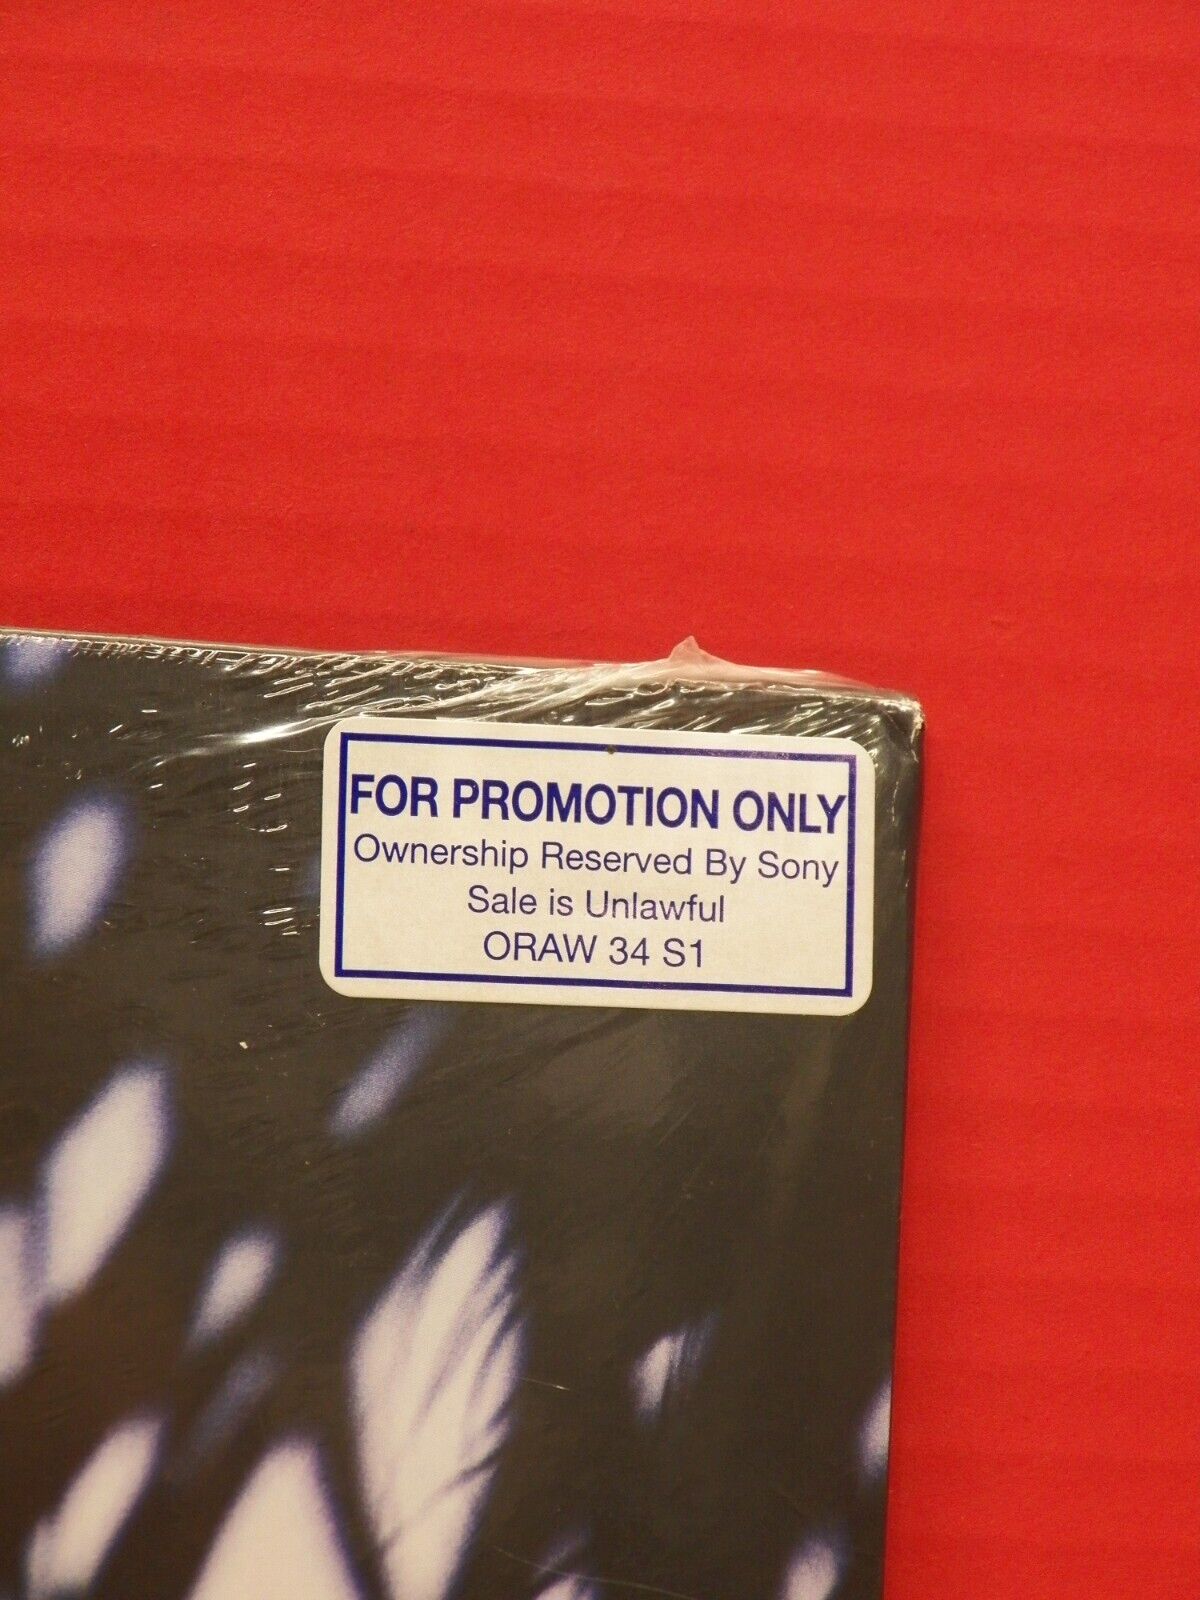 FOR PROMOTION ONLY
Ownership Reserved By Sony
Sale is Unlawful
ORAW 34 S1